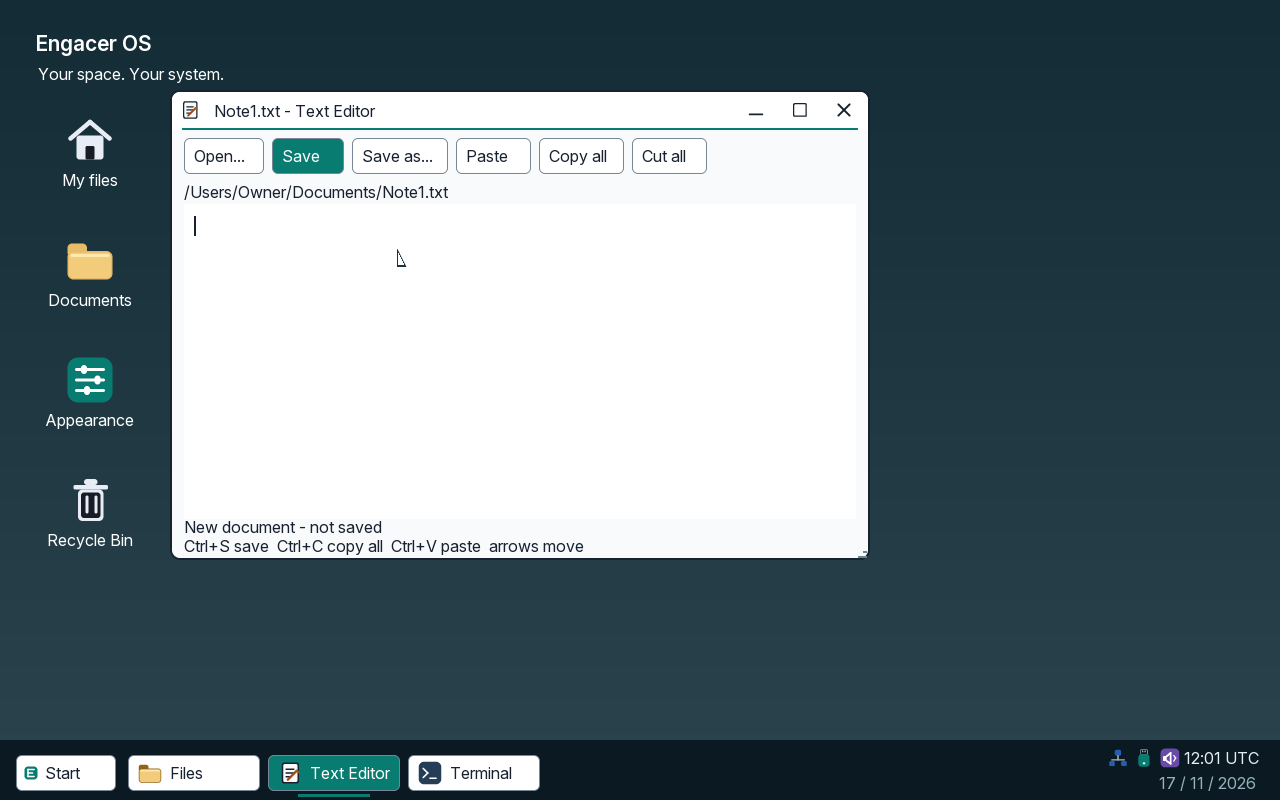 Engacer OS
Your space. Your system.
Note1.txt - Text Editor
Open... Save Save as... Paste Copy all Cut all
/Users/Owner/Documents/Note1.txt
My files
Documents
Appearance
Recycle Bin
New document - not saved
Ctrl+S save Ctrl+C copy all Ctrl+V paste arrows move
Start Files Text Editor Terminal
12:01 UTC
17 / 11 / 2026